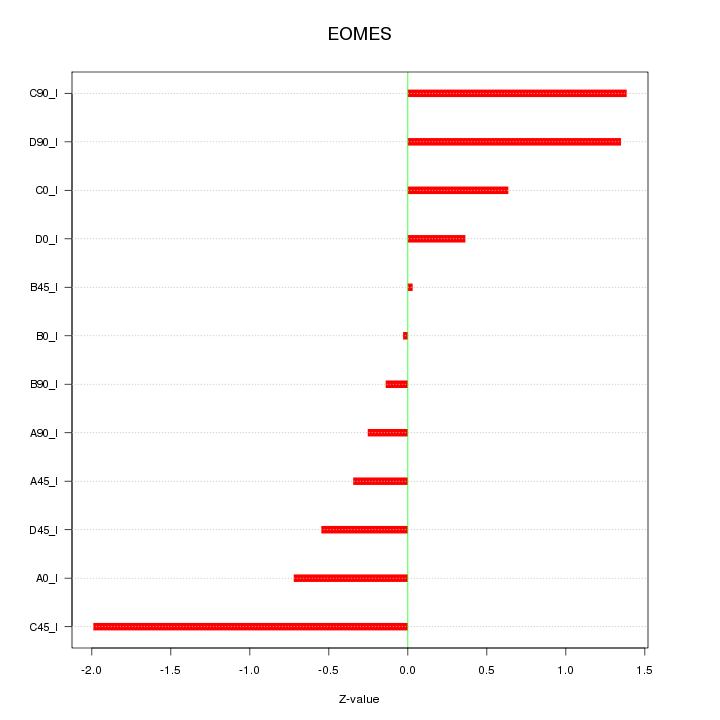 EOMES
C90_I
D90_I
C0_I
D0_I
B45_I
B0_I
B90_I
A90_I
A45_I
D45_I
A0_I
C45_I
-2.0 -1.5 -1.0 -0.5 0.0 0.5 1.0 1.5
Z-value